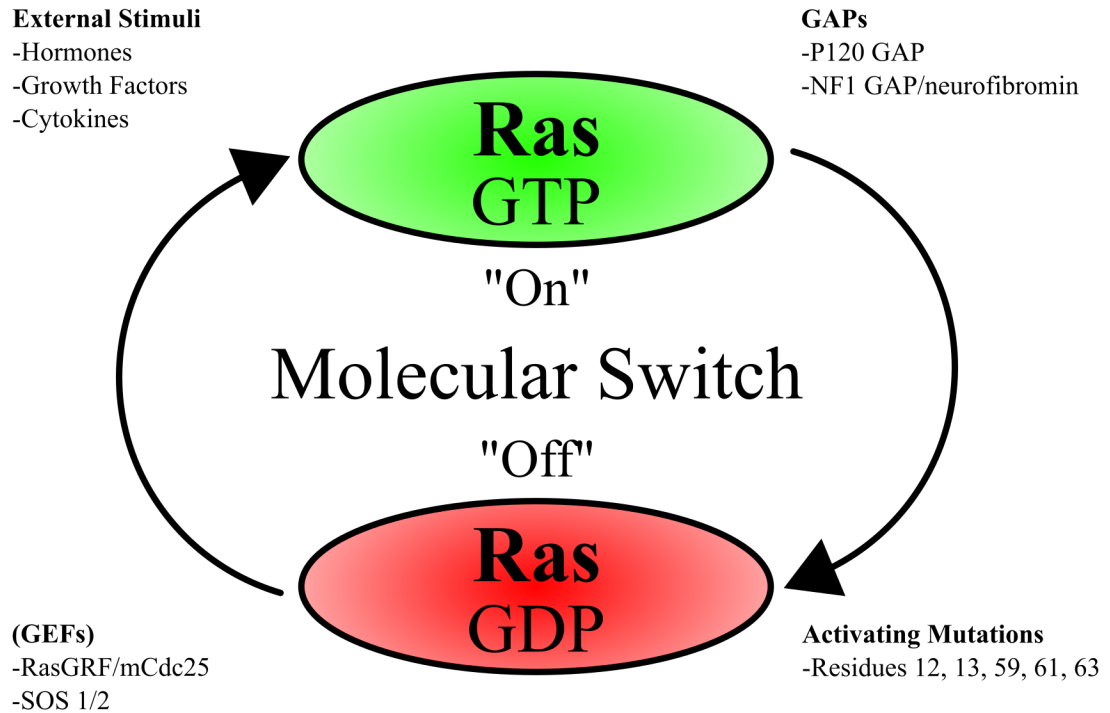 External Stimuli
-Hormones
-Growth Factors
-Cytokines
GAPs
-P120 GAP
-NF1 GAP/neurofibromin
Ras
GTP
"On"
Molecular Switch
"Off"
Ras
GDP
(GEFs)
-RasGRF/mCdc25
-SOS 1/2
Activating Mutations
-Residues 12, 13, 59, 61, 63